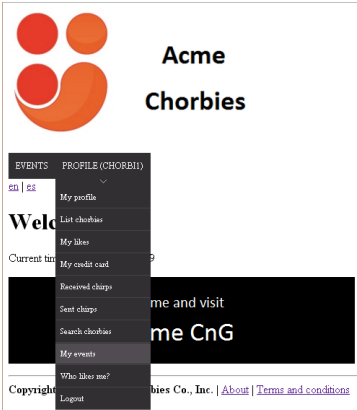 Acme
Chorbies
EVENTS PROFILE (CHORBI1)
en | es
My profile
Welc
List chorbies
My likes
Current tim 9
My credit card
Received chirps
me and visit
Sent chirps
Search chorbies
me CnG
My events
Who likes me?
Copyright bies Co., Inc. | About | Terms and conditions
Logout